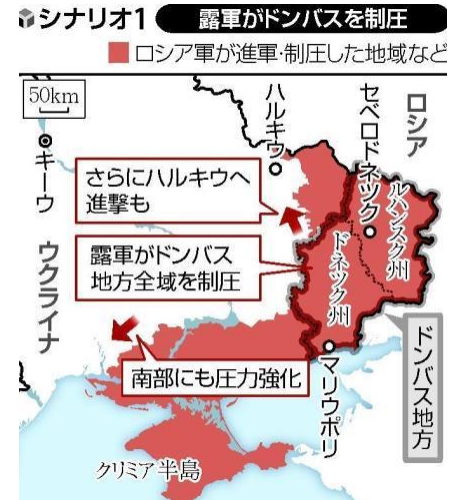 シナリオ1 露軍がドンバスを制圧
ロシア軍が進軍・制圧した地域など
50km
キーウ
ウクライナ
ハルキウ
セベロドネツク
ロシア
さらにハルキウへ
進撃も
露軍がドンバス
地方全域を制圧
ルハンスク州
ドネツク州
ドンバス地方
マリウポリ
南部にも圧力強化
クリミア半島